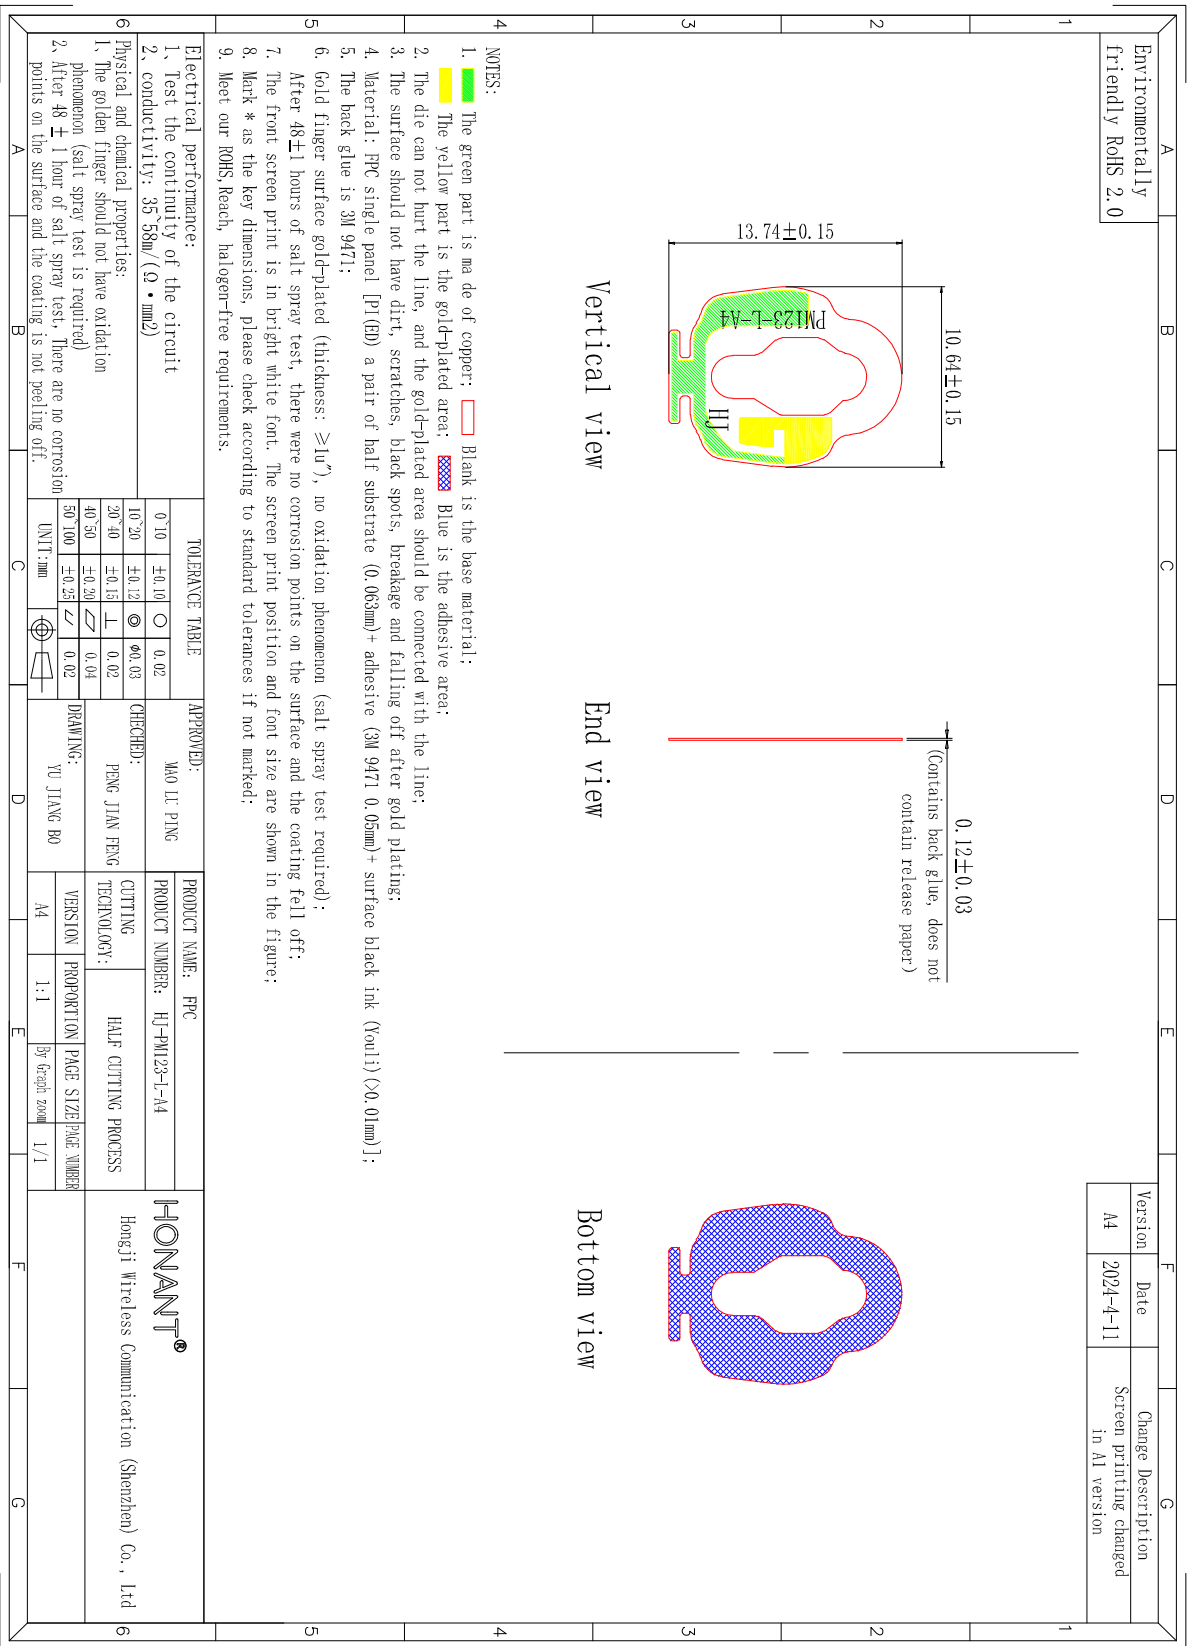 Environmentally
friendly RoHS 2.0
Version Date Change Description
A4 2024-4-11 Screen printing changed
in A1 version
10.64±0.15
13.74±0.15
PM123-L-A4
HJ
0.12±0.03
(Contains back glue, does not
contain release paper)
Vertical view
End view
Bottom view
NOTES:
1. The green part is ma de of copper; Blank is the base material;
The yellow part is the gold-plated area; Blue is the adhesive area;
2. The die can not hurt the line, and the gold-plated area should be connected with the line;
3. The surface should not have dirt, scratches, black spots, breakage and falling off after gold plating;
4. Material: FPC single panel [PI(ED) a pair of half substrate (0.063mm)+ adhesive (3M 9471 0.05mm)+ surface black ink (Youli)(>0.01mm)];
5. The back glue is 3M 9471;
6. Gold finger surface gold-plated (thickness: ≥1u"), no oxidation phenomenon (salt spray test required);
After 48±1 hours of salt spray test, there were no corrosion points on the surface and the coating fell off;
7. The front screen print is in bright white font. The screen print position and font size are shown in the figure;
8. Mark * as the key dimensions, please check according to standard tolerances if not marked;
9. Meet our ROHS,Reach, halogen-free requirements.
Electrical performance:
1、Test the continuity of the circuit
2、conductivity: 35~58m/(Ω·mm2)
Physical and chemical properties:
1、The golden finger should not have oxidation
phenomenon (salt spray test is required)
2、After 48 ± 1 hour of salt spray test, There are no corrosion
points on the surface and the coating is not peeling off.
TOLERANCE TABLE
0~10 ±0.10 ○ 0.02
10~20 ±0.12 ◎ φ0.03
20~40 ±0.15 ⊥ 0.02
40~50 ±0.20 ▱ 0.04
50~100 ±0.25 // 0.02
UNIT:mm
APPROVED:
MAO LU PING
CHECHED:
PENG JIAN FENG
DRAWING:
YU JIANG BO
PRODUCT NAME: FPC
PRODUCT NUMBER: HJ-PM123-L-A4
CUTTING
TECHNOLOGY:
HALF CUTTING PROCESS
VERSION PROPORTION PAGE SIZE PAGE NUMBER
A4 1:1 By Graph zoom 1/1
HONANT®
Hongji Wireless Communication (Shenzhen) Co., Ltd
A B C D E F G
A B C D E F G
1 2 3 4 5 6
1 2 3 4 5 6